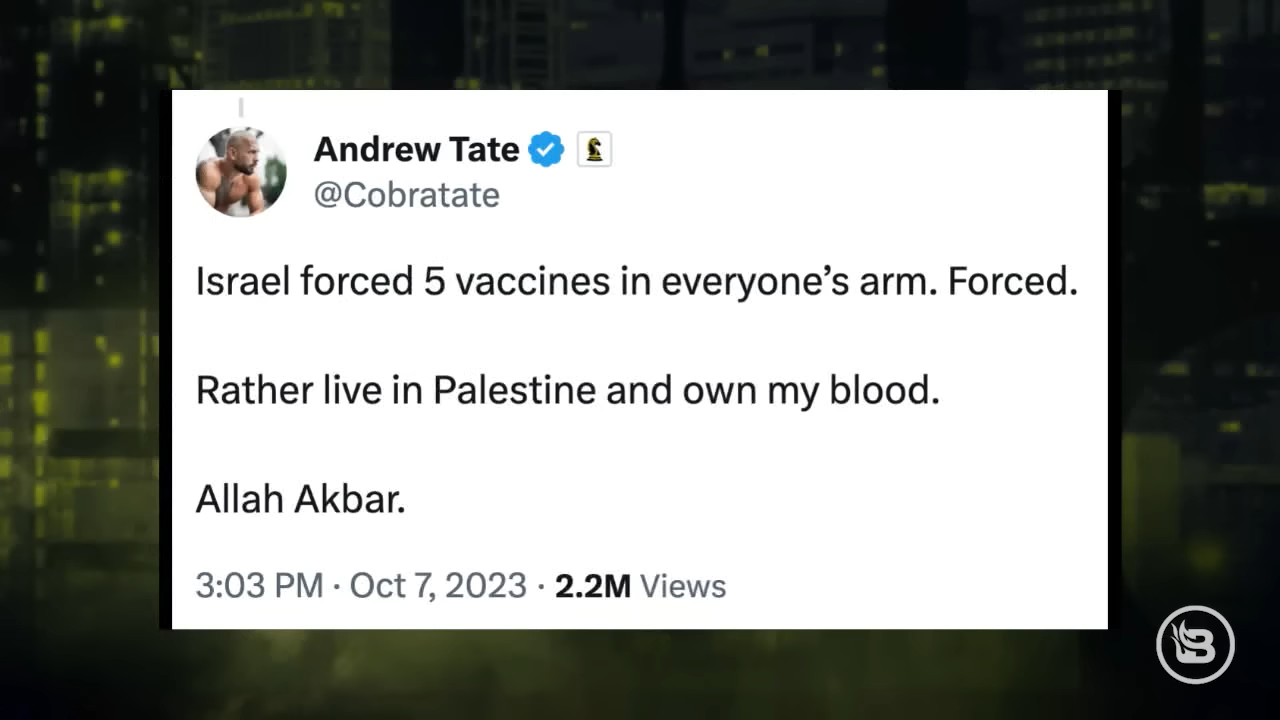 Andrew Tate
@Cobratate
Israel forced 5 vaccines in everyone’s arm. Forced.
Rather live in Palestine and own my blood.
Allah Akbar.
3:03 PM · Oct 7, 2023 · 2.2M Views
B